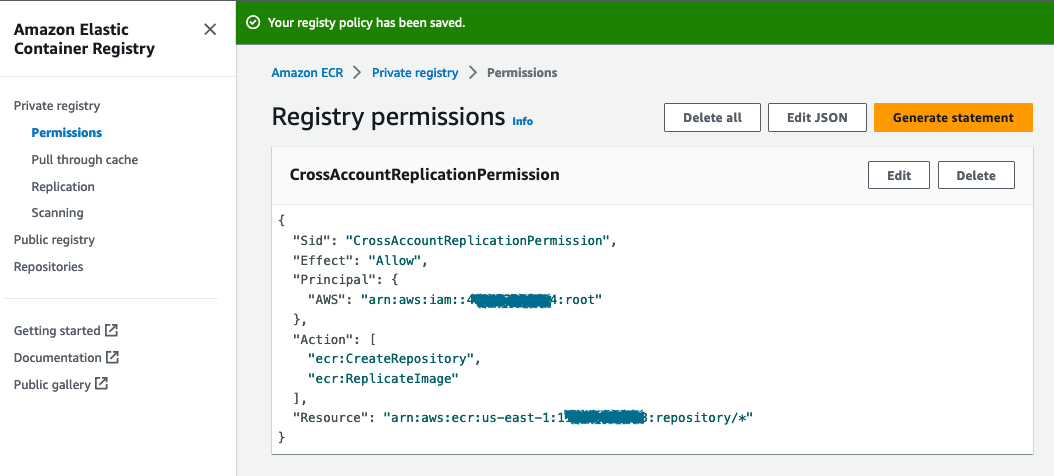 Amazon Elastic
Container Registry
Private registry
Permissions
Pull through cache
Replication
Scanning
Public registry
Repositories
Getting started
Documentation
Public gallery
Your registy policy has been saved.
Amazon ECR > Private registry > Permissions
Registry permissions Info
Delete all Edit JSON Generate statement
CrossAccountReplicationPermission
Edit Delete
{
"Sid": "CrossAccountReplicationPermission",
"Effect": "Allow",
"Principal": {
"AWS": "arn:aws:iam::4 4:root"
},
"Action": [
"ecr:CreateRepository",
"ecr:ReplicateImage"
],
"Resource": "arn:aws:ecr:us-east-1:1 3:repository/*"
}